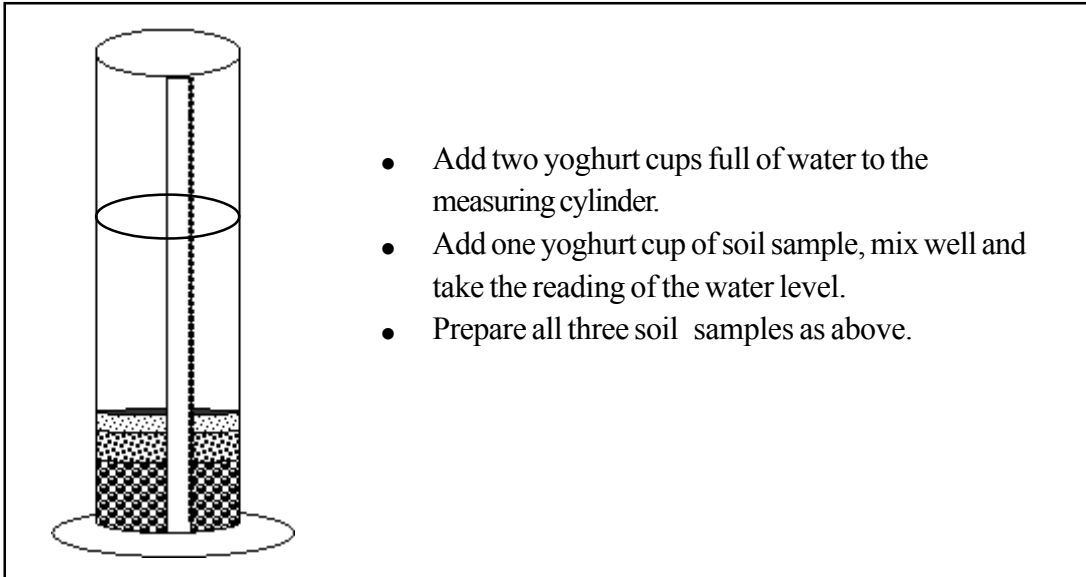 ● Add two yoghurt cups full of water to the
measuring cylinder.
● Add one yoghurt cup of soil sample, mix well and
take the reading of the water level.
● Prepare all three soil samples as above.